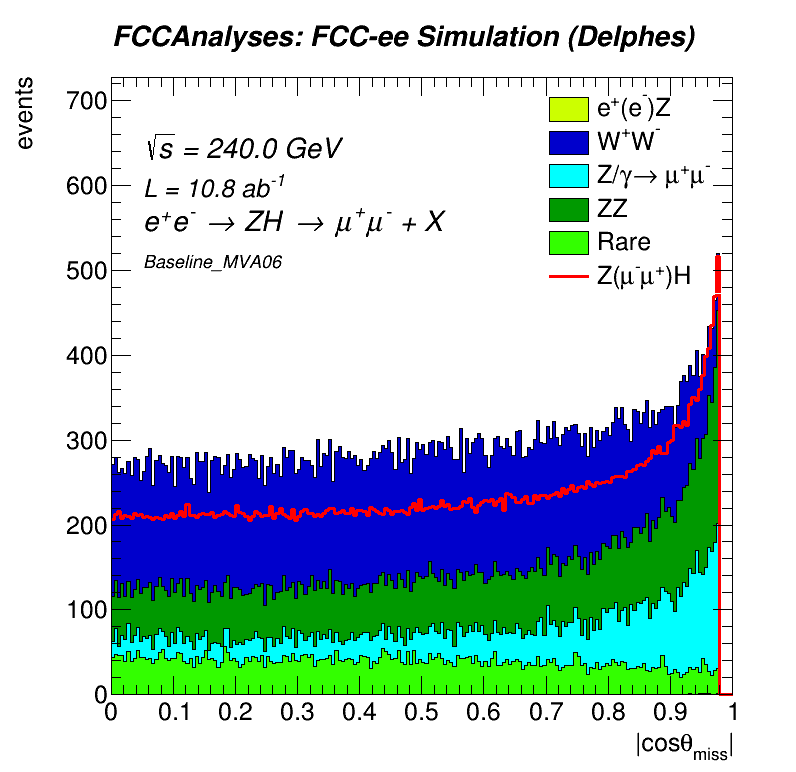 FCCAnalyses: FCC-ee Simulation (Delphes)
events
700
600
500
400
300
200
100
0
√s = 240.0 GeV
L = 10.8 ab⁻¹
e⁺e⁻ → ZH → μ⁺μ⁻ + X
Baseline_MVA06
e⁺(e⁻)Z
W⁺W⁻
Z/γ→ μ⁺μ⁻
ZZ
Rare
Z(μ⁻μ⁺)H
0 0.1 0.2 0.3 0.4 0.5 0.6 0.7 0.8 0.9 1
|cosθ_miss|